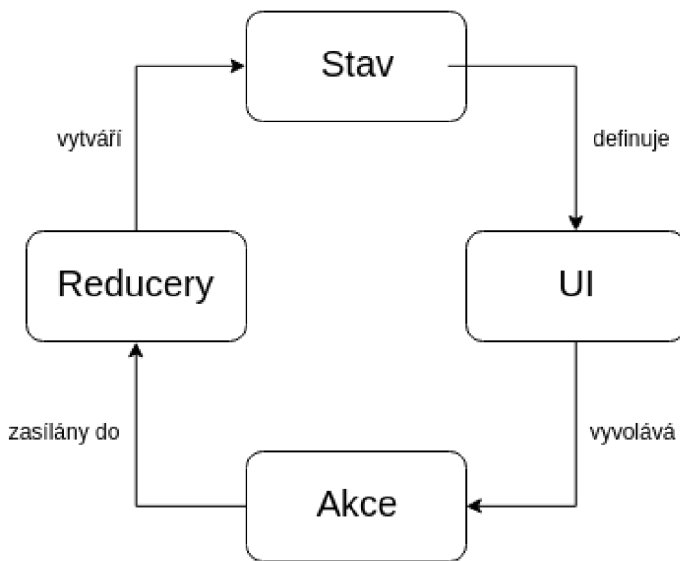 Stav
vytváří
definuje
Reducery
UI
zasílány do
vyvolává
Akce